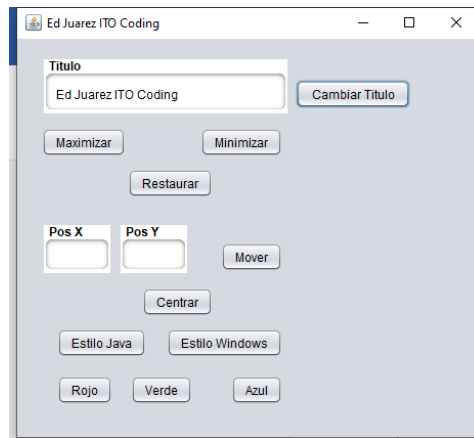 Ed Juarez ITO Coding
Titulo
Ed Juarez ITO Coding
Cambiar Titulo
Maximizar
Minimizar
Restaurar
Pos X
Pos Y
Mover
Centrar
Estilo Java
Estilo Windows
Rojo
Verde
Azul